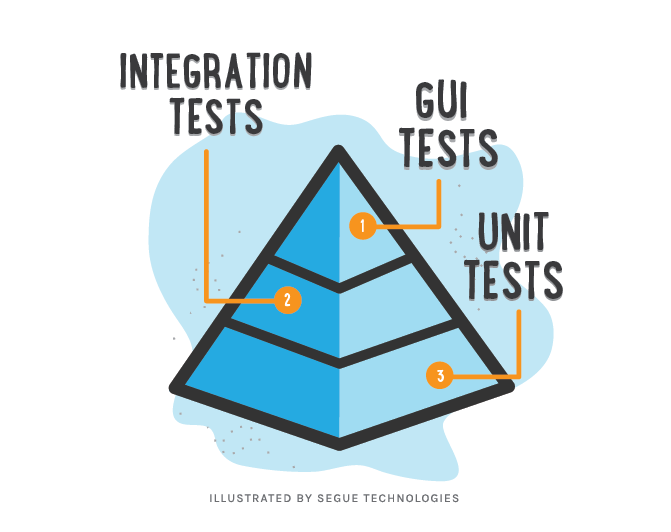 INTEGRATION
TESTS
GUI
TESTS
1
UNIT
TESTS
2
3
ILLUSTRATED BY SEGUE TECHNOLOGIES